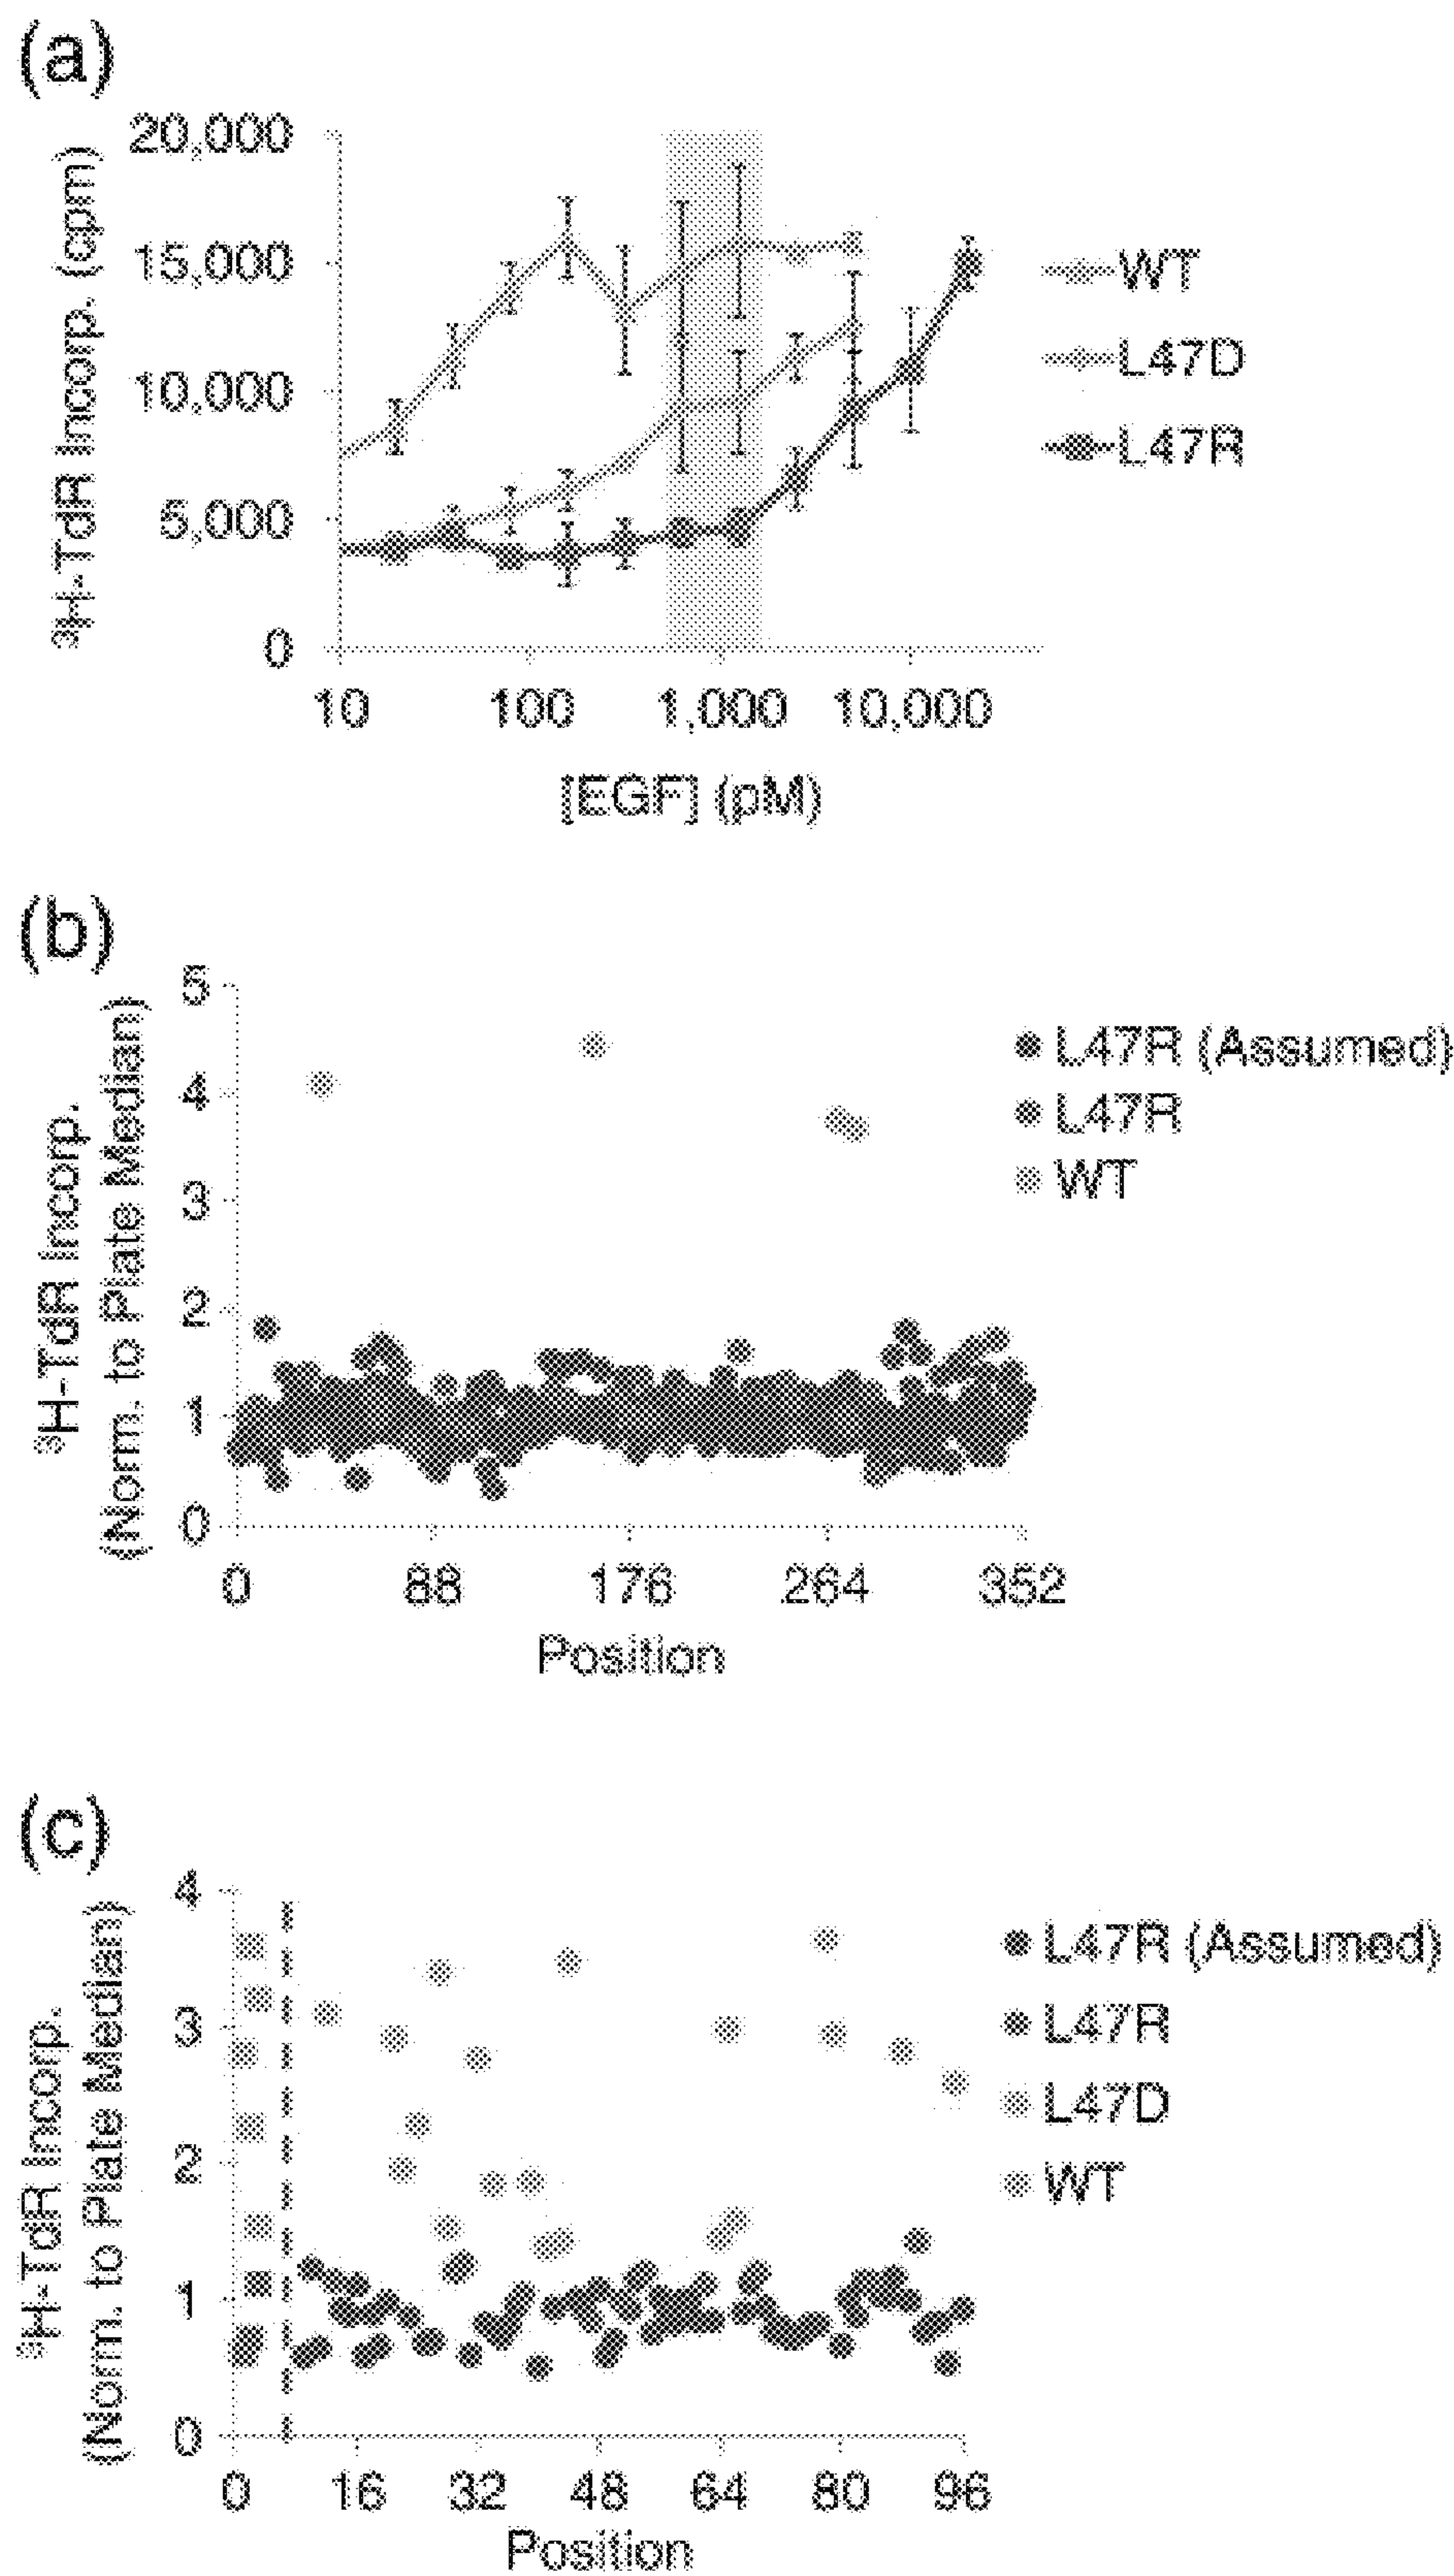 (a)
20,000
15,000
10,000
5,000
0
³H-TdR Incorp. (cpm)
10 100 1,000 10,000
[EGF] (pM)
WT
L47D
L47R
(b)
5
4
3
2
1
0
³H-TdR Incorp.
(Norm. to Plate Median)
0 88 176 264 352
Position
L47R (Assumed)
L47R
WT
(c)
4
3
2
1
0
³H-TdR Incorp.
(Norm. to Plate Median)
0 16 32 48 64 80 96
Position
L47R (Assumed)
L47R
L47D
WT